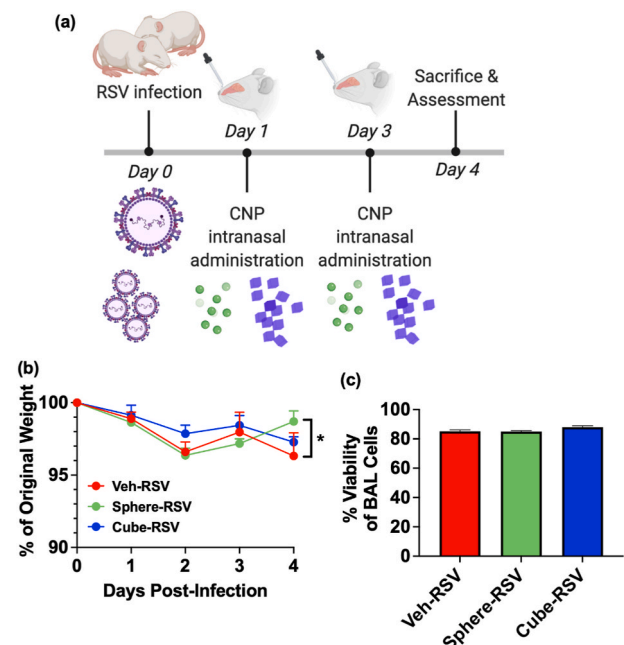 (a)
RSV infection
Sacrifice &
Assessment
Day 1
Day 3
Day 0
Day 4
CNP
intranasal
administration
CNP
intranasal
administration
(b)
% of Original Weight
100
95
90
0 1 2 3 4
Days Post-Infection
Veh-RSV
Sphere-RSV
Cube-RSV
*
(c)
% Viability
of BAL Cells
100
80
60
40
20
0
Veh-RSV
Sphere-RSV
Cube-RSV